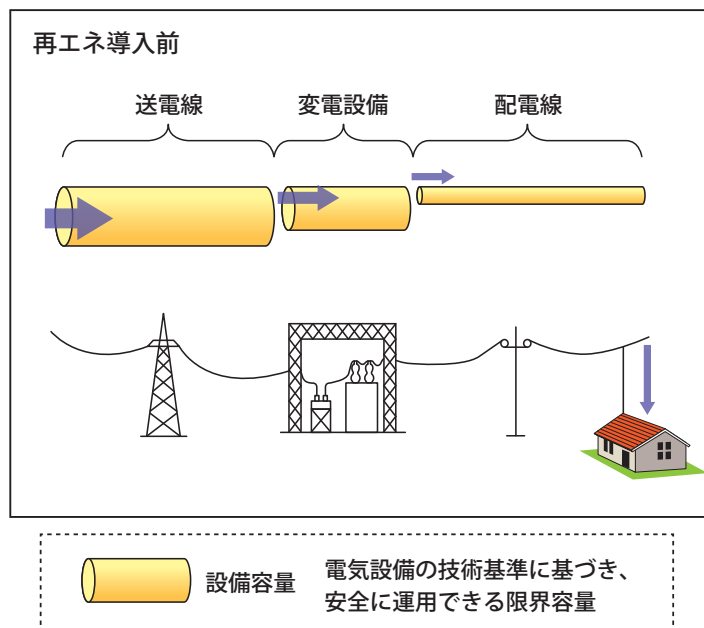 再エネ導入前
送電線
変電設備
配電線
設備容量
電気設備の技術基準に基づき、
安全に運用できる限界容量